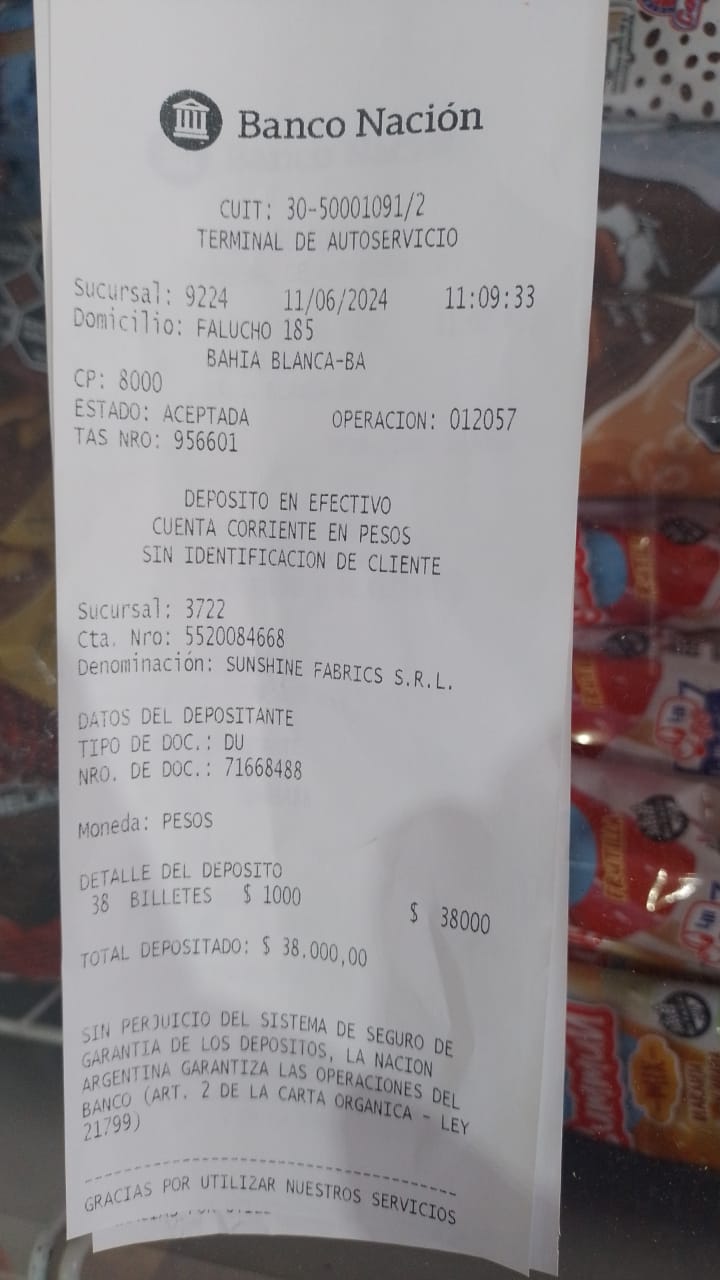 Banco Nación
CUIT: 30-50001091/2
TERMINAL DE AUTOSERVICIO
Sucursal: 9224 11/06/2024 11:09:33
Domicilio: FALUCHO 185
BAHIA BLANCA-BA
CP: 8000
ESTADO: ACEPTADA OPERACION: 012057
TAS NRO: 956601
DEPOSITO EN EFECTIVO
CUENTA CORRIENTE EN PESOS
SIN IDENTIFICACION DE CLIENTE
Sucursal: 3722
Cta. Nro: 5520084668
Denominación: SUNSHINE FABRICS S.R.L.
DATOS DEL DEPOSITANTE
TIPO DE DOC.: DU
NRO. DE DOC.: 71668488
Moneda: PESOS
DETALLE DEL DEPOSITO
38 BILLETES $ 1000 $ 38000
TOTAL DEPOSITADO: $ 38.000,00
SIN PERJUICIO DEL SISTEMA DE SEGURO DE
GARANTIA DE LOS DEPOSITOS, LA NACION
ARGENTINA GARANTIZA LAS OPERACIONES DEL
BANCO (ART. 2 DE LA CARTA ORGANICA - LEY
21799)
GRACIAS POR UTILIZAR NUESTROS SERVICIOS